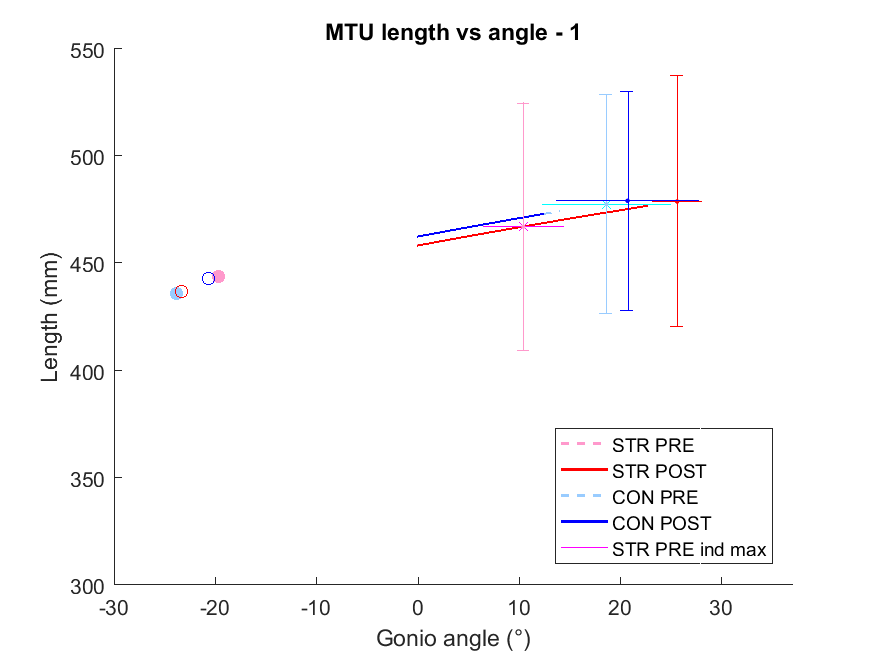 MTU length vs angle - 1
Length (mm)
550
500
450
400
350
300
-30
-20
-10
0
10
20
30
Gonio angle (°)
STR PRE
STR POST
CON PRE
CON POST
STR PRE ind max